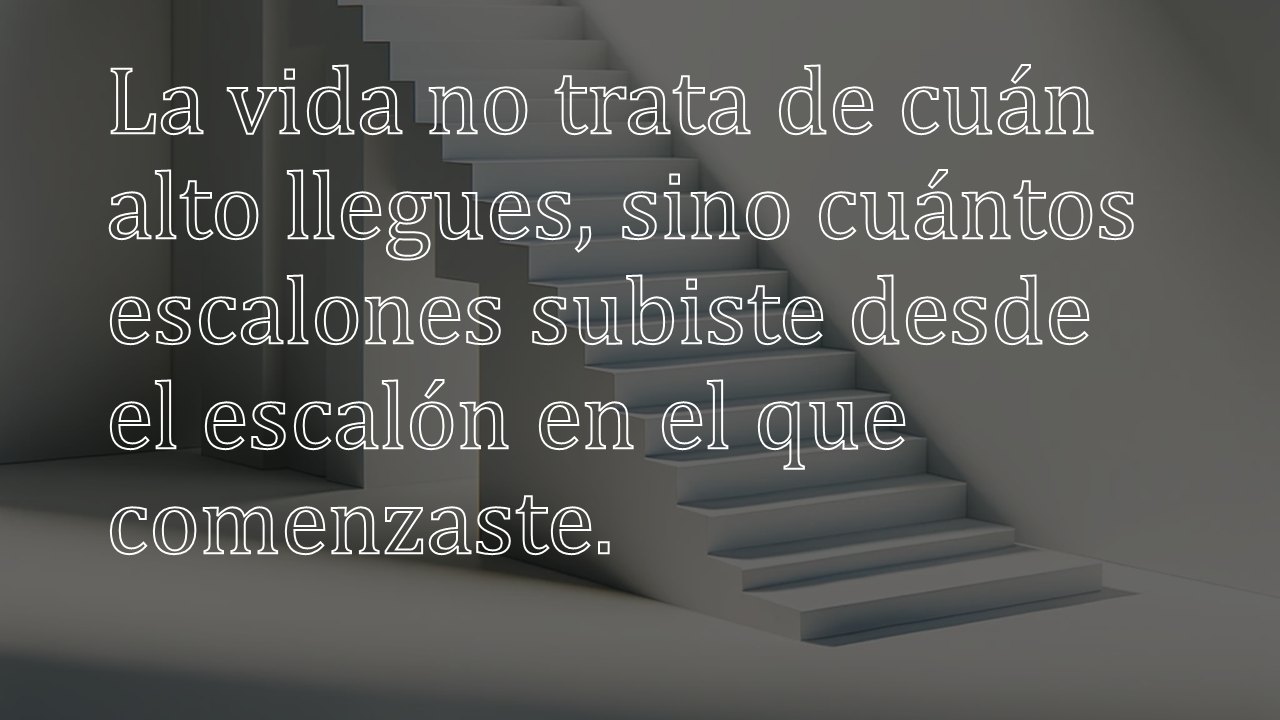 La vida no trata de cuán
alto llegues, sino cuántos
escalones subiste desde
el escalón en el que
comenzaste.